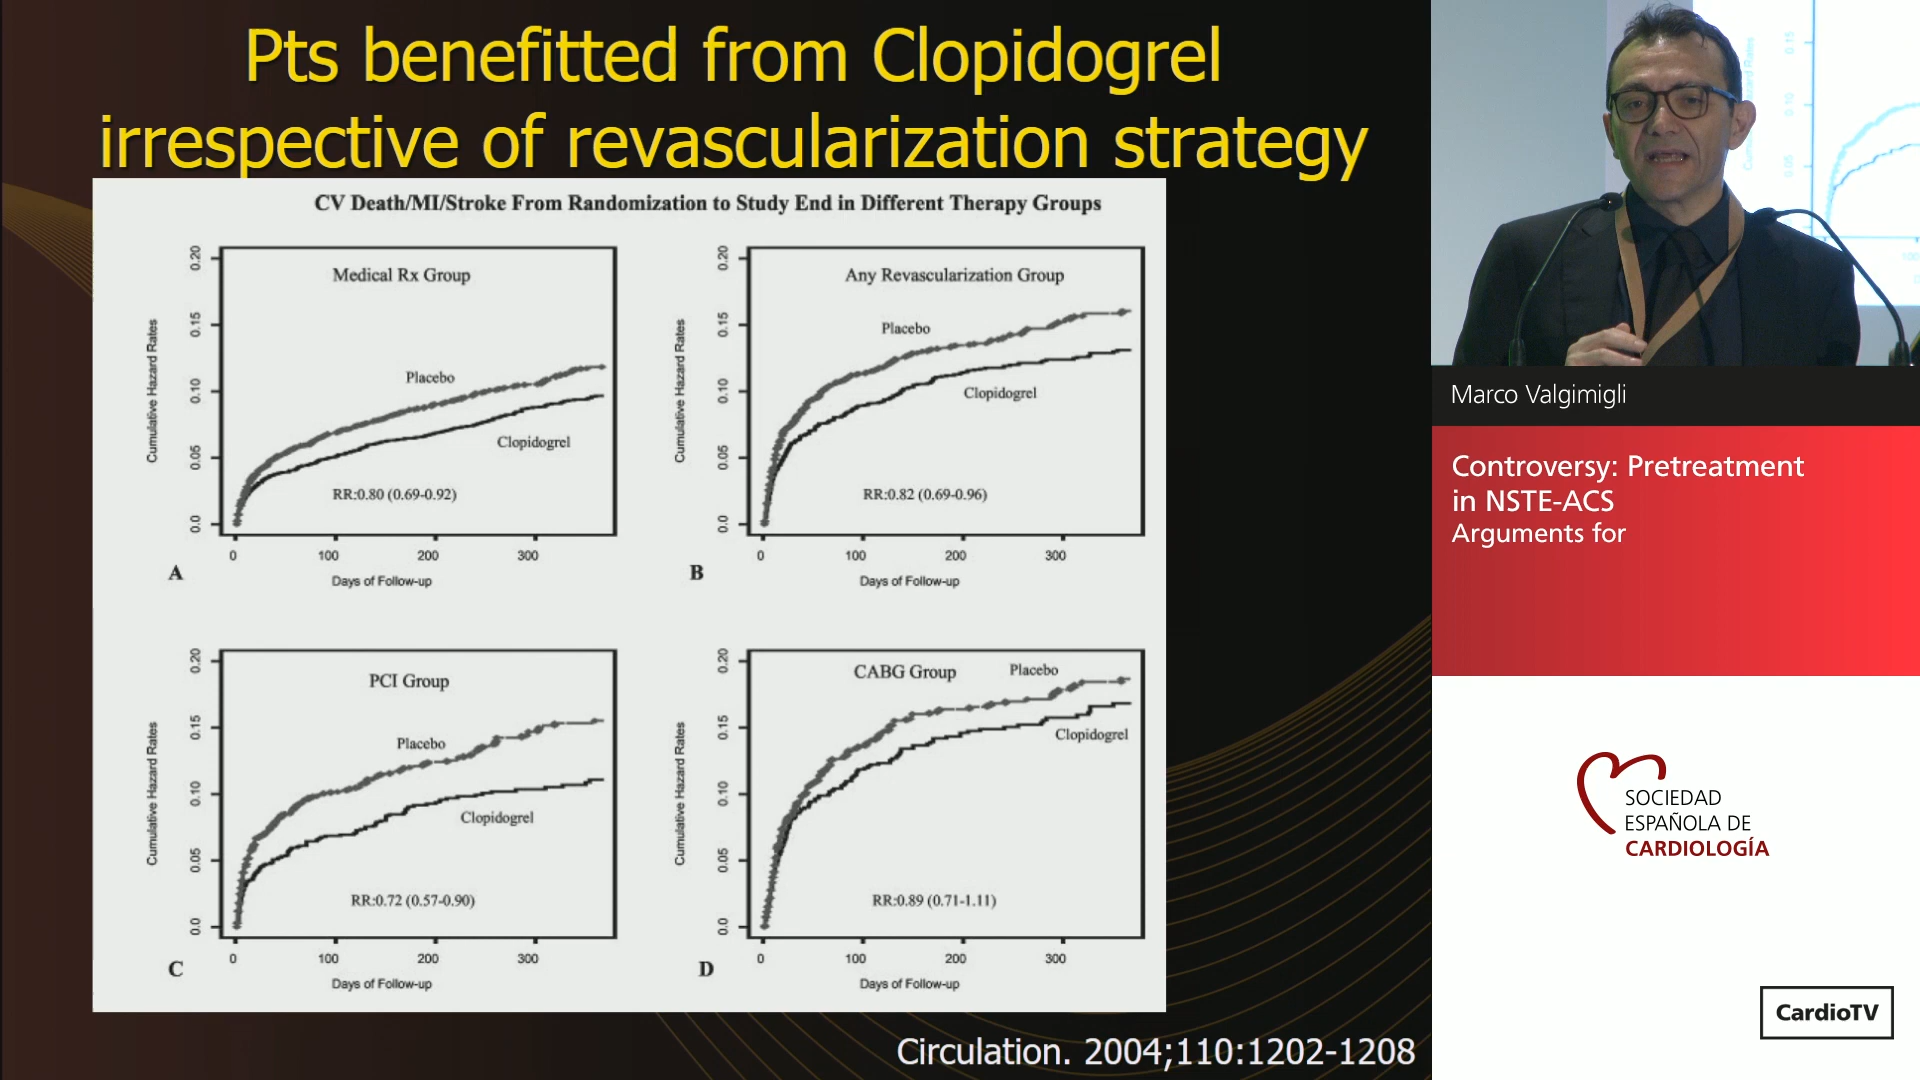 Pts benefitted from Clopidogrel
irrespective of revascularization strategy
CV Death/MI/Stroke From Randomization to Study End in Different Therapy Groups
Medical Rx Group
Cumulative Hazard Rates
0.20
0.15
0.10
0.05
0.0
Placebo
Clopidogrel
RR:0.80 (0.69-0.92)
0 100 200 300
Days of Follow-up
A
Any Revascularization Group
Cumulative Hazard Rates
0.20
0.15
0.10
0.05
0.0
Placebo
Clopidogrel
RR:0.82 (0.69-0.96)
0 100 200 300
Days of Follow-up
B
PCI Group
Cumulative Hazard Rates
0.20
0.15
0.10
0.05
0.0
Placebo
Clopidogrel
RR:0.72 (0.57-0.90)
0 100 200 300
Days of Follow-up
C
CABG Group
Cumulative Hazard Rates
0.20
0.15
0.10
0.05
0.0
Placebo
Clopidogrel
RR:0.89 (0.71-1.11)
0 100 200 300
Days of Follow-up
D
Circulation. 2004;110:1202-1208
0.15
0.10
0.05
100
Marco Valgimigli
Controversy: Pretreatment
in NSTE-ACS
Arguments for
SOCIEDAD
ESPAÑOLA DE
CARDIOLOGÍA
CardioTV